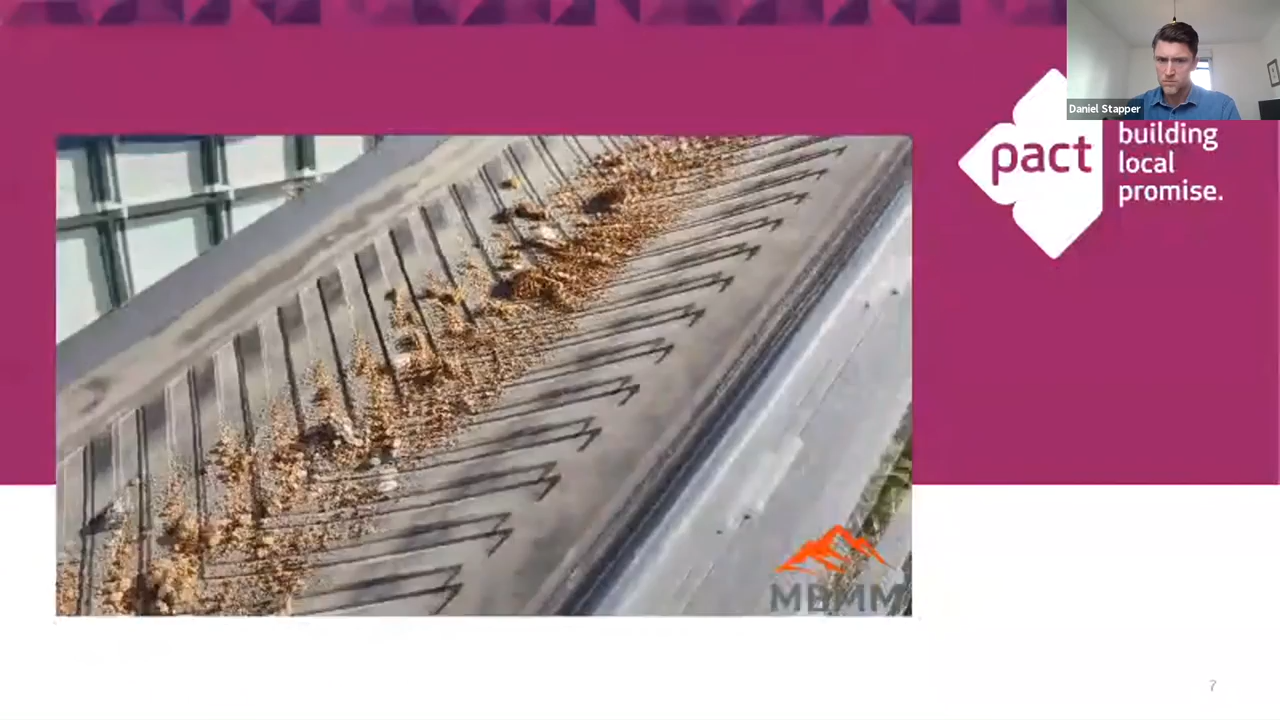 Daniel Stapper
pact
building
local
promise.
MBMM
7